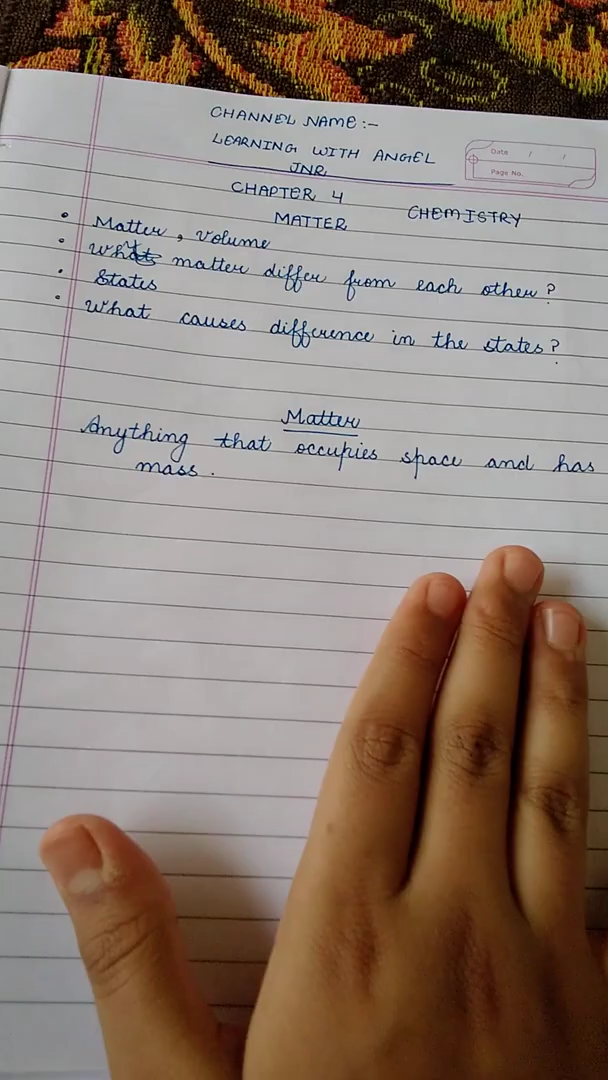 CHANNEL NAME :-
LEARNING WITH ANGEL
JNR
Date / /
Page No.
CHAPTER 4 CHEMISTRY
MATTER
• Matter, Volume
• Why matter differ from each other?
• States
• What causes difference in the states?
Matter
Anything that occupies space and has
mass.